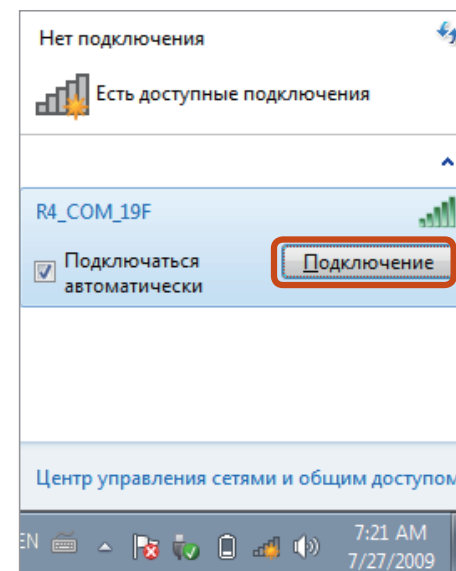 Нет подключения
Есть доступные подключения
R4_COM_19F
Подключаться
автоматически
Подключение
Центр управления сетями и общим доступом
EN
7:21 AM
7/27/2009